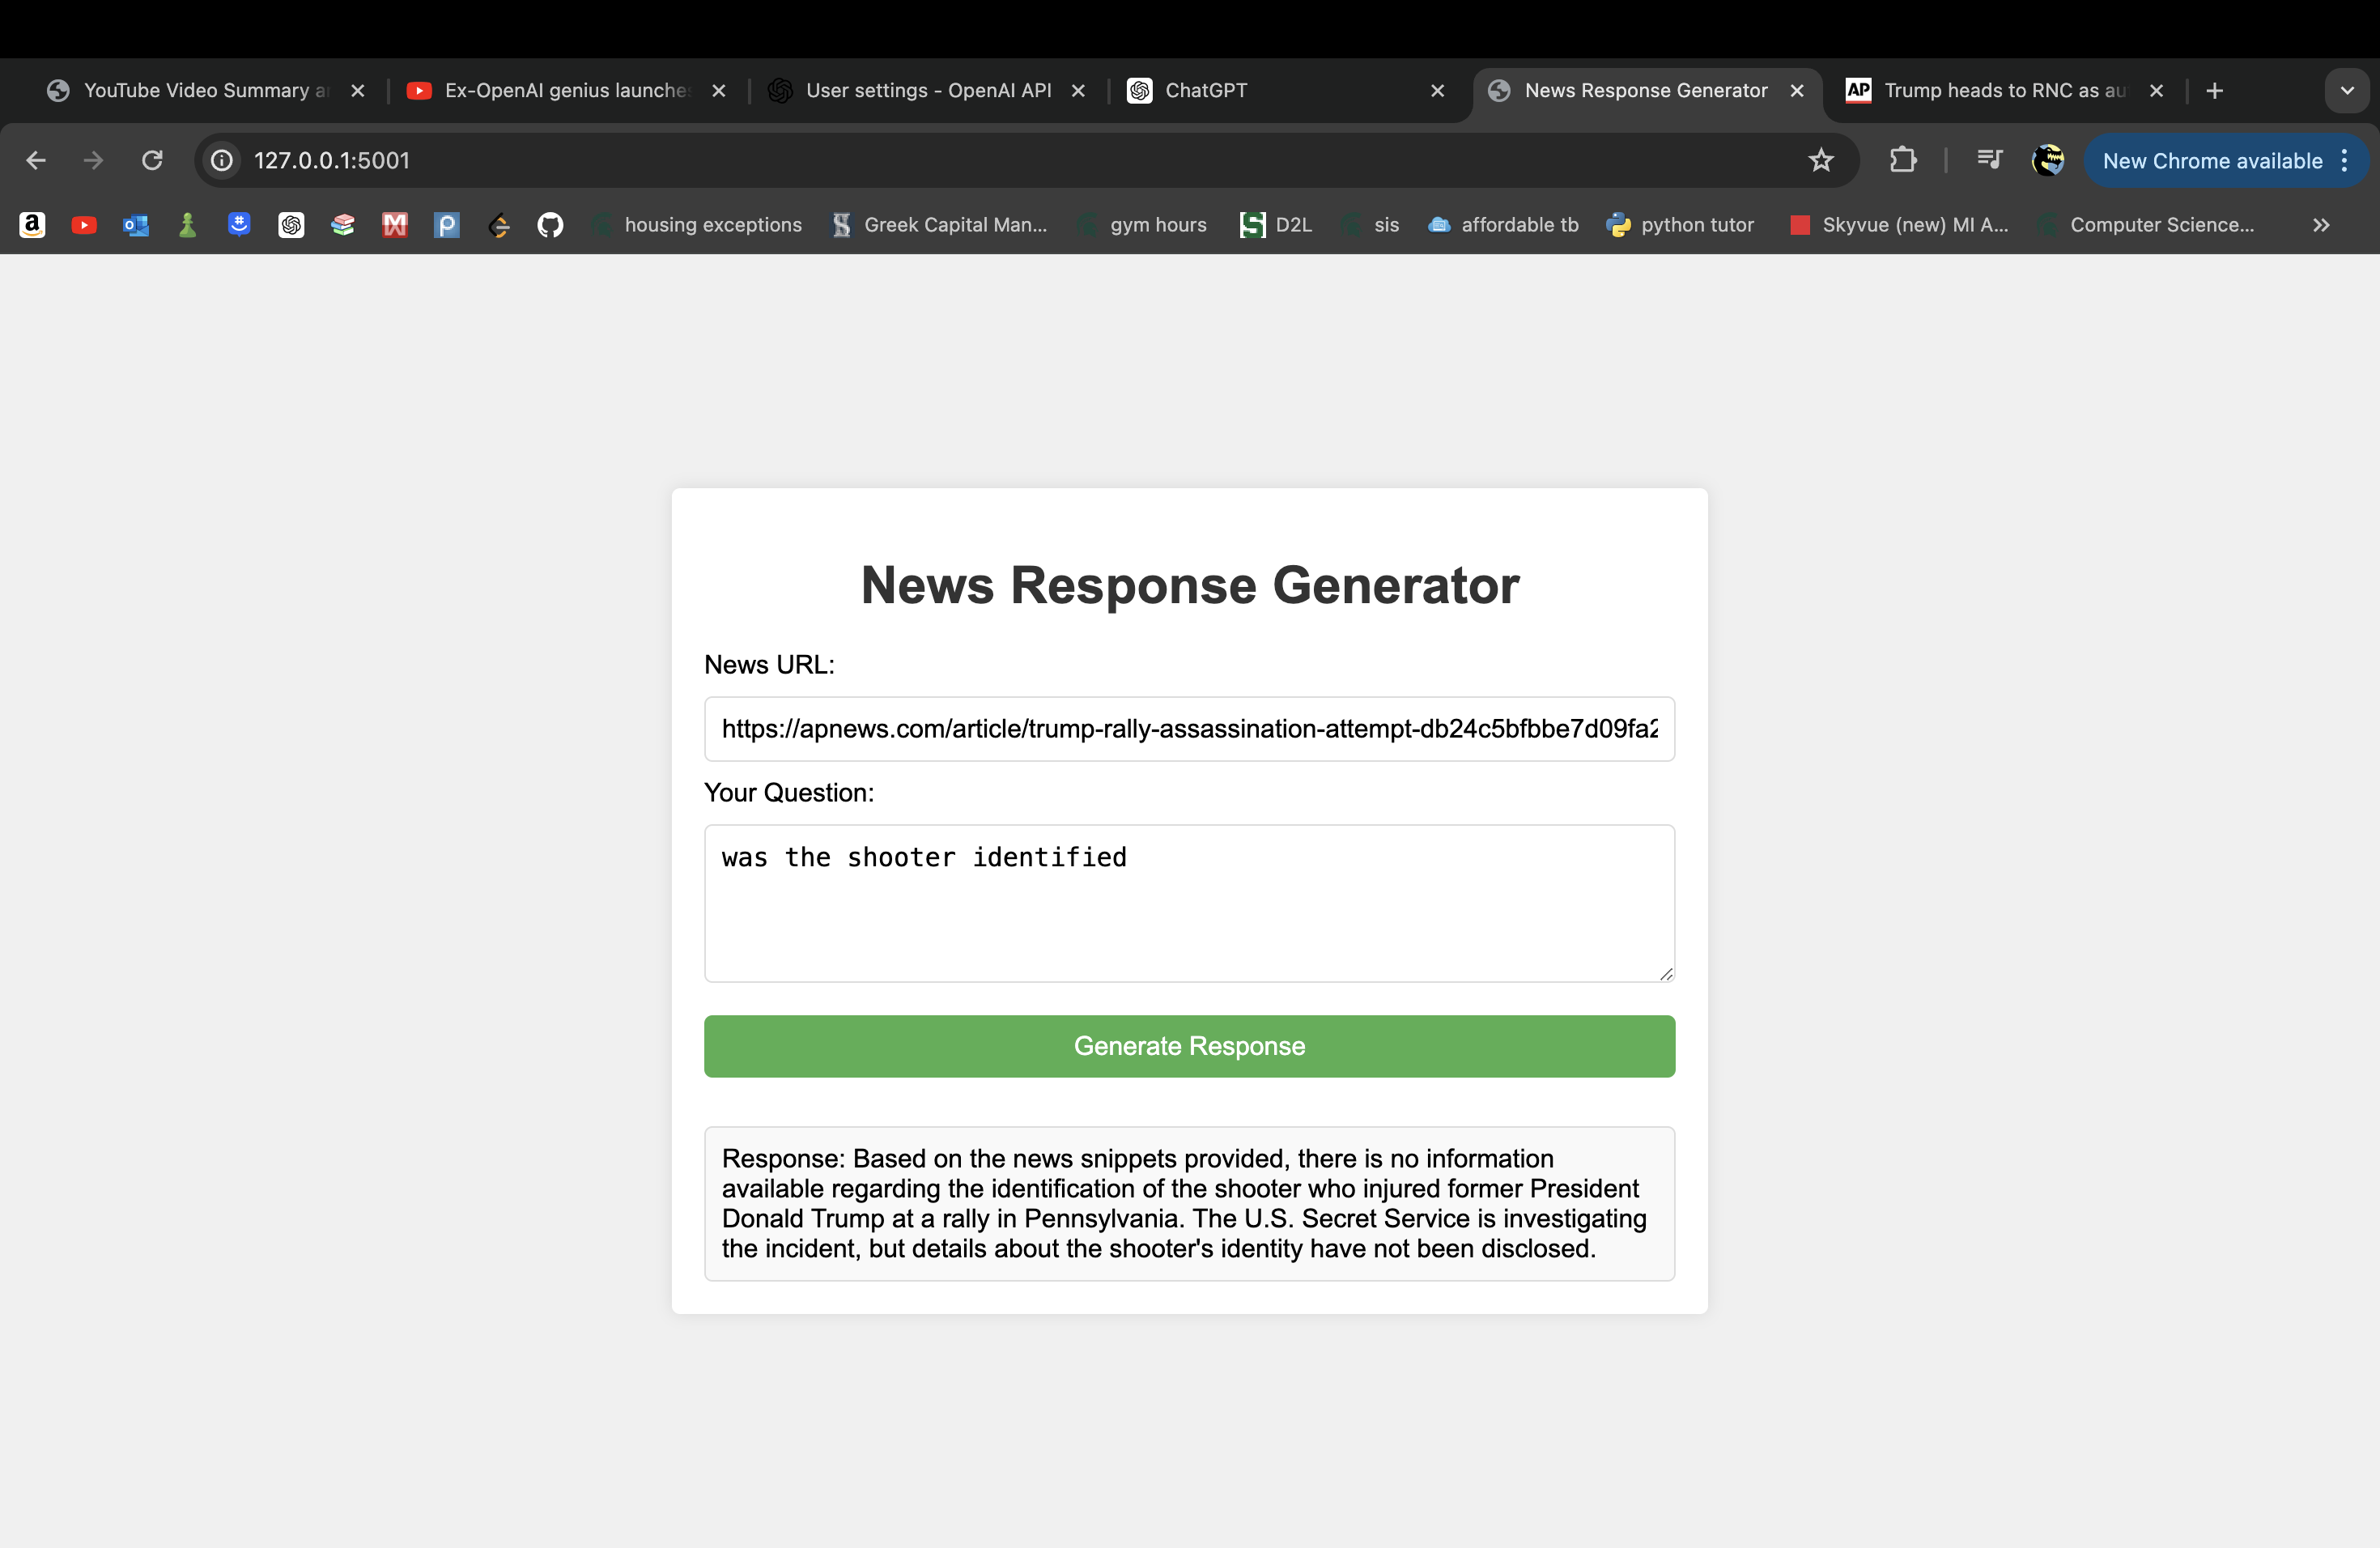 YouTube Video Summary a
Ex-OpenAI genius launche
User settings - OpenAI API
ChatGPT
News Response Generator
AP
Trump heads to RNC as au
127.0.0.1:5001
New Chrome available
housing exceptions
Greek Capital Man...
gym hours
D2L
sis
affordable tb
python tutor
Skyvue (new) MI A...
Computer Science...
News Response Generator
News URL:
https://apnews.com/article/trump-rally-assassination-attempt-db24c5bfbbe7d09fa2
Your Question:
was the shooter identified
Generate Response
Response: Based on the news snippets provided, there is no information
available regarding the identification of the shooter who injured former President
Donald Trump at a rally in Pennsylvania. The U.S. Secret Service is investigating
the incident, but details about the shooter's identity have not been disclosed.